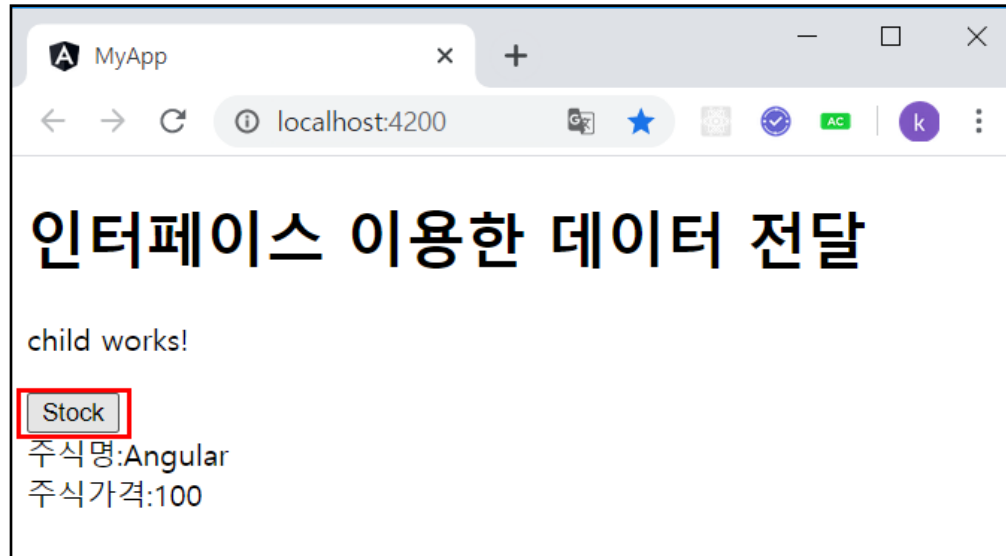 MyApp
localhost:4200
AC
k
인터페이스 이용한 데이터 전달
child works!
Stock
주식명:Angular
주식가격:100